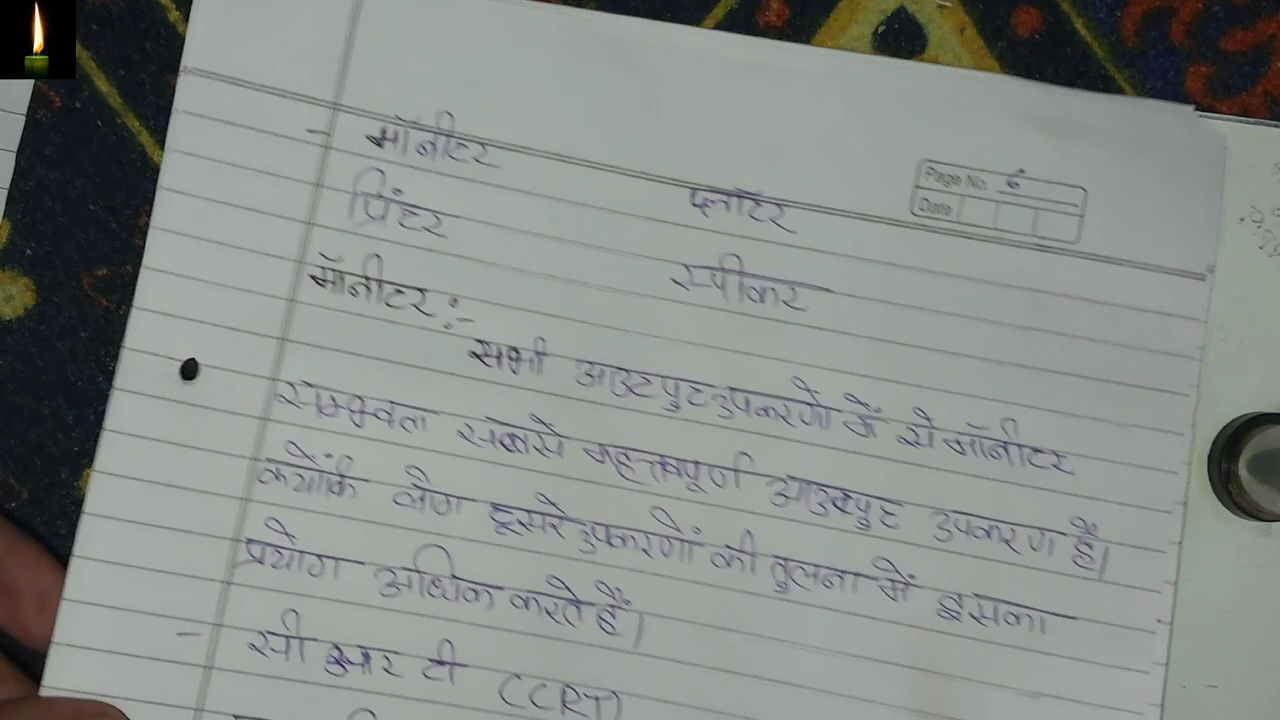 - मॉनीटर
Page No. 6
Date
प्रिंटर प्लॉटर
मॉनीटर :- स्पीकर
सभी आउटपुट उपकरणों में से मॉनीटर
सम्भवता सबसे महत्तवपूर्ण आउटपुट उपकरण है।
क्योंकि लोग दूसरे उपकरणों की तुलना में इसका
प्रयोग अधिक करते हैं।
- सी आर टी (CRT)